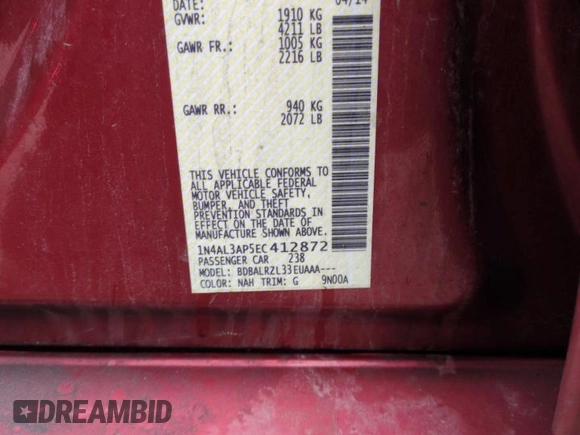 DATE: 04/14
GVWR: 1910 KG
4211 LB
GAWR FR.: 1005 KG
2216 LB
GAWR RR.: 940 KG
2072 LB
THIS VEHICLE CONFORMS TO
ALL APPLICABLE FEDERAL
MOTOR VEHICLE SAFETY,
BUMPER, AND THEFT
PREVENTION STANDARDS IN
EFFECT ON THE DATE OF
MANUFACTURE SHOWN ABOVE.
1N4AL3AP5EC412872
PASSENGER CAR 238
MODEL: BDBALRZL33EUAAA---
COLOR: NAH TRIM: G 9N00A
DREAMBID